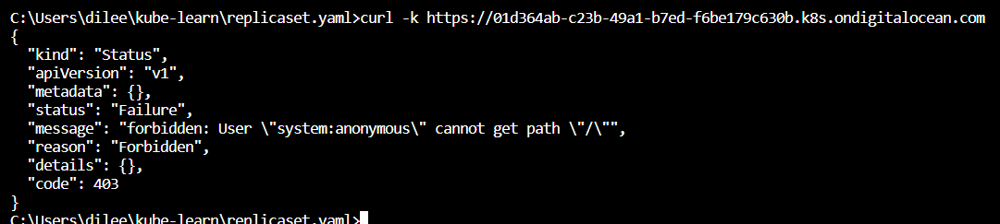 C:\Users\dilee\kube-learn\replicaset.yaml>curl -k https://01d364ab-c23b-49a1-b7ed-f6be179c630b.k8s.ondigitalocean.com
{
  "kind": "Status",
  "apiVersion": "v1",
  "metadata": {},
  "status": "Failure",
  "message": "forbidden: User \"system:anonymous\" cannot get path \"/\"",
  "reason": "Forbidden",
  "details": {},
  "code": 403
}
C:\Users\dilee\kube-learn\replicaset.yaml>